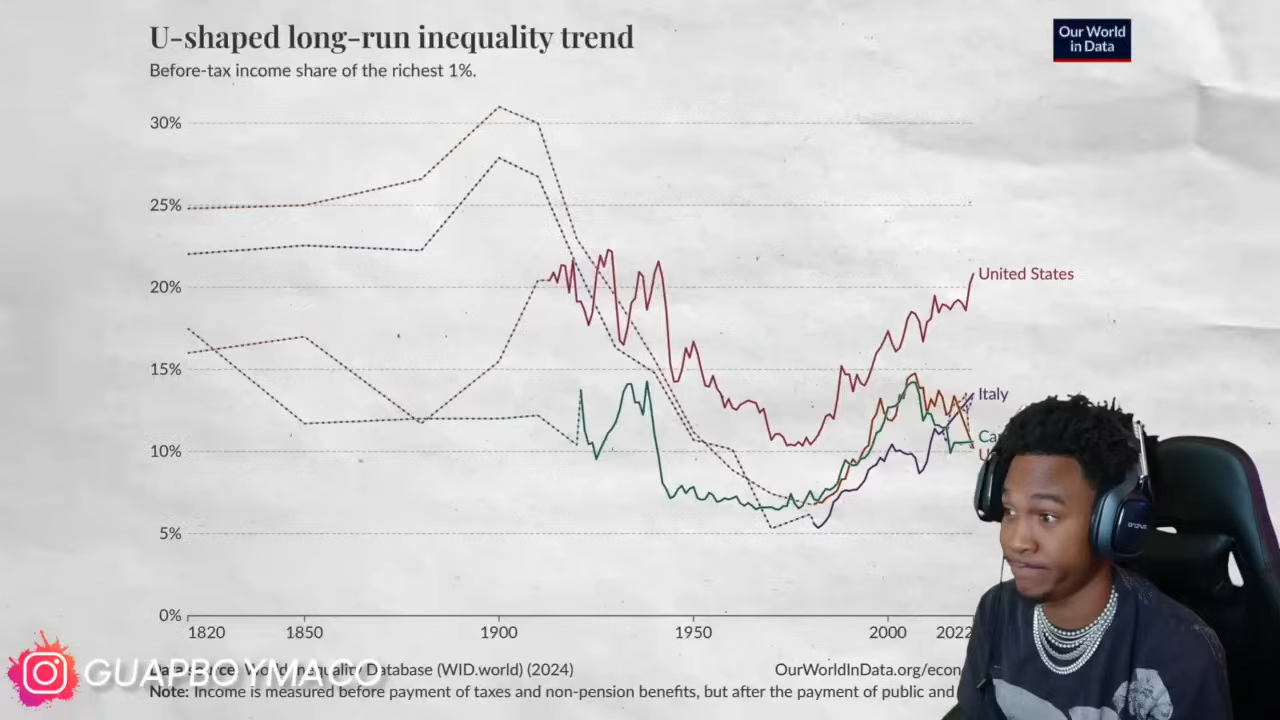 U-shaped long-run inequality trend
Our World
in Data
Before-tax income share of the richest 1%.
30%
25%
20%
15%
10%
5%
0%
United States
Italy
1820
1850
1900
1950
2000
2022
GUAPBOYMACO
Inequality Database (WID.world) (2024)
OurWorldInData.org/econ
Note: Income is measured before payment of taxes and non-pension benefits, but after the payment of public and